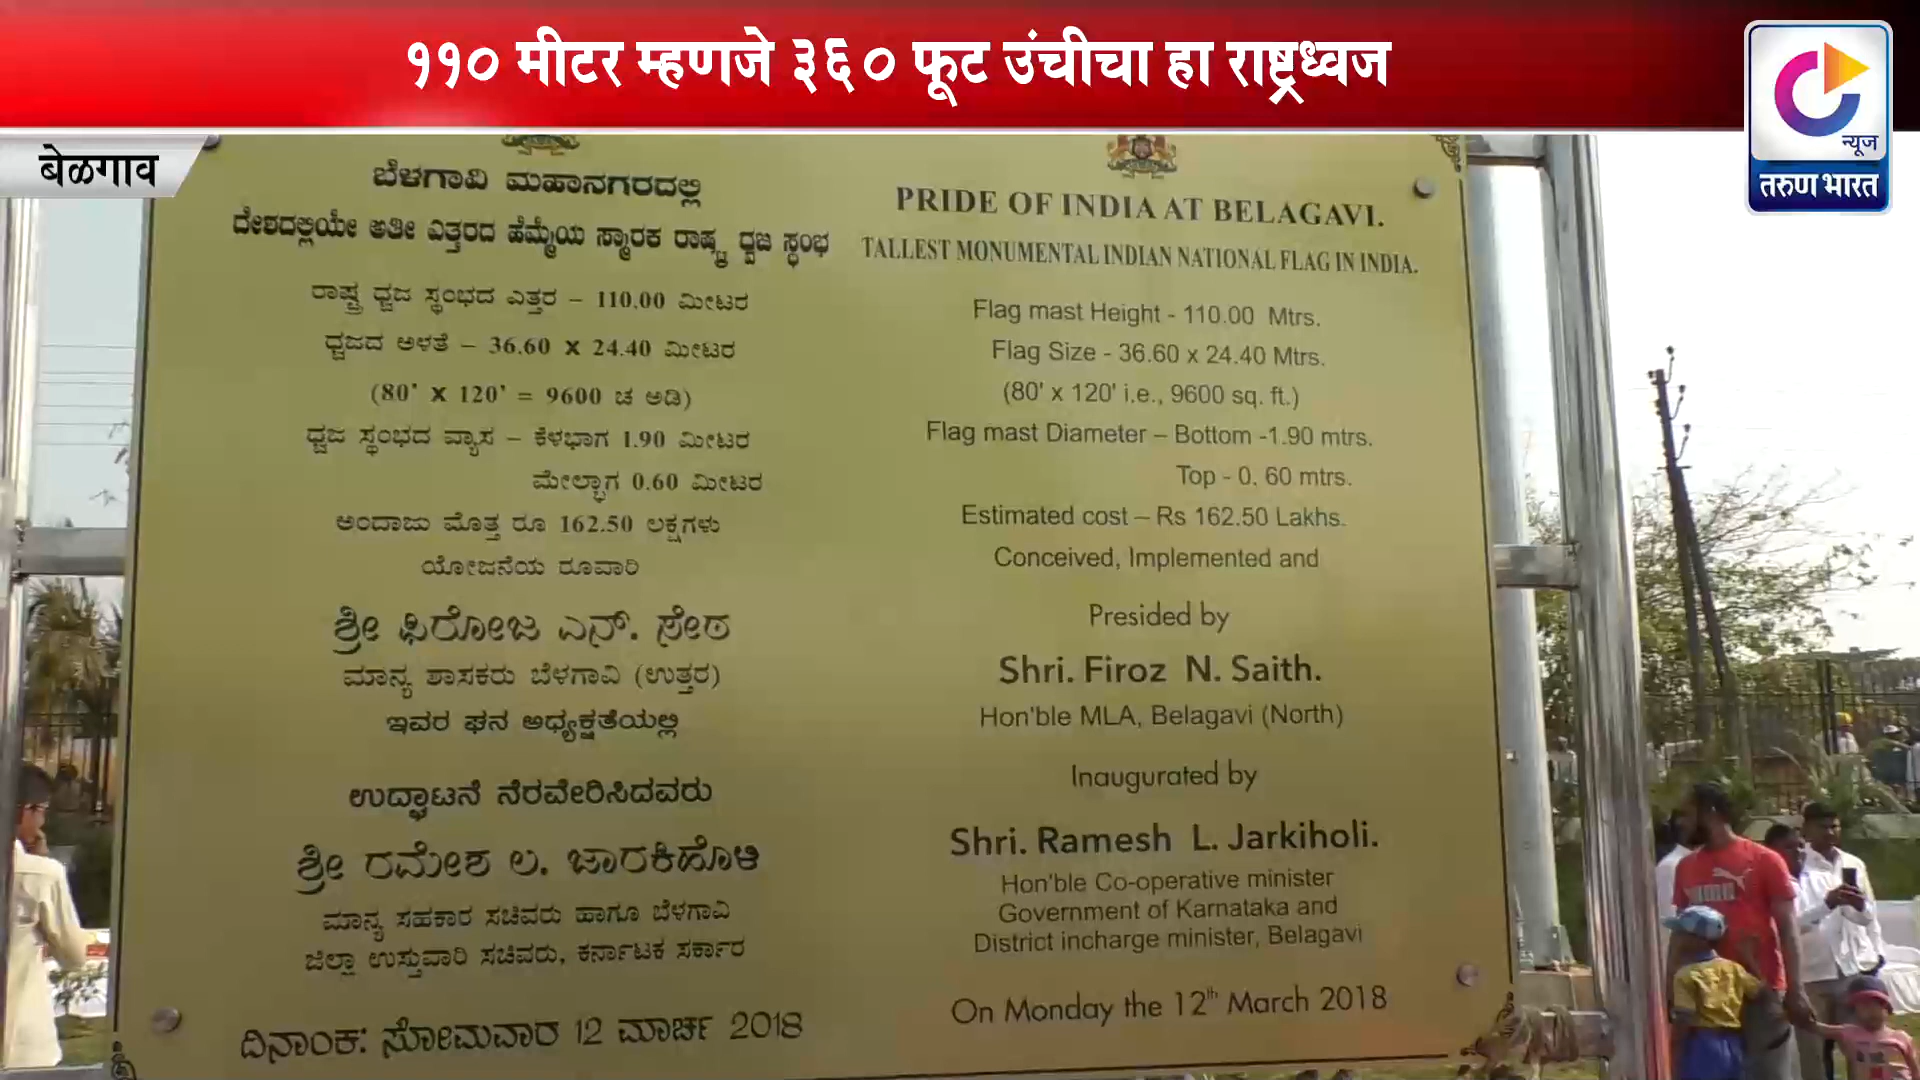 ११० मीटर म्हणजे ३६० फूट उंचीचा हा राष्ट्रध्वज
न्यूज
तरुण भारत
बेळगाव
ಬೆಳಗಾವಿ ಮಹಾನಗರದಲ್ಲಿ
ದೇಶದಲ್ಲಿಯೇ ಅತೀ ಎತ್ತರದ ಹೆಮ್ಮೆಯ ಸ್ಮಾರಕ ರಾಷ್ಟ್ರ ಧ್ವಜ ಸ್ಥಂಭ
ರಾಷ್ಟ್ರ ಧ್ವಜ ಸ್ಥಂಭದ ಎತ್ತರ – 110.00 ಮೀಟರ
ಧ್ವಜದ ಅಳತೆ – 36.60 x 24.40 ಮೀಟರ
(80' x 120' = 9600 ಚ ಅಡಿ)
ಧ್ವಜ ಸ್ಥಂಭದ ವ್ಯಾಸ – ಕೆಳಭಾಗ 1.90 ಮೀಟರ
ಮೇಲ್ಭಾಗ 0.60 ಮೀಟರ
ಅಂದಾಜು ಮೊತ್ತ ರೂ 162.50 ಲಕ್ಷಗಳು
ಯೋಜನೆಯ ರೂವಾರಿ
ಶ್ರೀ ಫಿರೋಜ ಎನ್. ಸೇಠ
ಮಾನ್ಯ ಶಾಸಕರು ಬೆಳಗಾವಿ (ಉತ್ತರ)
ಇವರ ಘನ ಅಧ್ಯಕ್ಷತೆಯಲ್ಲಿ
ಉದ್ಘಾಟನೆ ನೆರವೇರಿಸಿದವರು
ಶ್ರೀ ರಮೇಶ ಲ. ಜಾರಕಿಹೊಳಿ
ಮಾನ್ಯ ಸಹಕಾರ ಸಚಿವರು ಹಾಗೂ ಬೆಳಗಾವಿ
ಜಿಲ್ಲಾ ಉಸ್ತುವಾರಿ ಸಚಿವರು, ಕರ್ನಾಟಕ ಸರ್ಕಾರ
ದಿನಾಂಕ: ಸೋಮವಾರ 12 ಮಾರ್ಚ 2018
PRIDE OF INDIA AT BELAGAVI.
TALLEST MONUMENTAL INDIAN NATIONAL FLAG IN INDIA.
Flag mast Height - 110.00 Mtrs.
Flag Size - 36.60 x 24.40 Mtrs.
(80' x 120' i.e., 9600 sq. ft.)
Flag mast Diameter – Bottom -1.90 mtrs.
Top - 0. 60 mtrs.
Estimated cost – Rs 162.50 Lakhs.
Conceived, Implemented and
Presided by
Shri. Firoz N. Saith.
Hon'ble MLA, Belagavi (North)
Inaugurated by
Shri. Ramesh L. Jarkiholi.
Hon'ble Co-operative minister
Government of Karnataka and
District incharge minister, Belagavi
On Monday the 12th March 2018